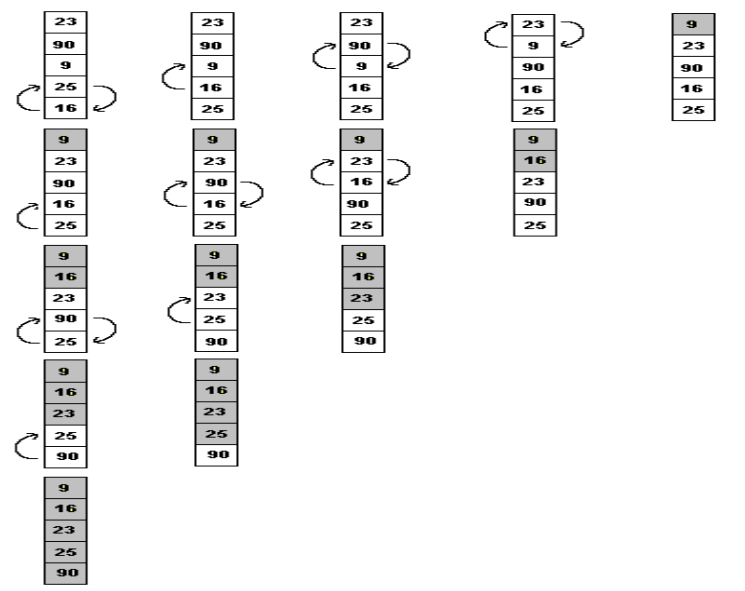 23 23 23 23 9
90 90 90 9 23
9 9 9 90 90
25 16 16 16 16
16 25 25 25 25
9 9 9 9
23 23 23 16
90 90 16 23
16 16 90 90
25 25 25 25
9 9 9
16 16 16
23 23 23
90 25 25
25 90 90
9 9
16 16
23 23
25 25
90 90
9
16
23
25
90